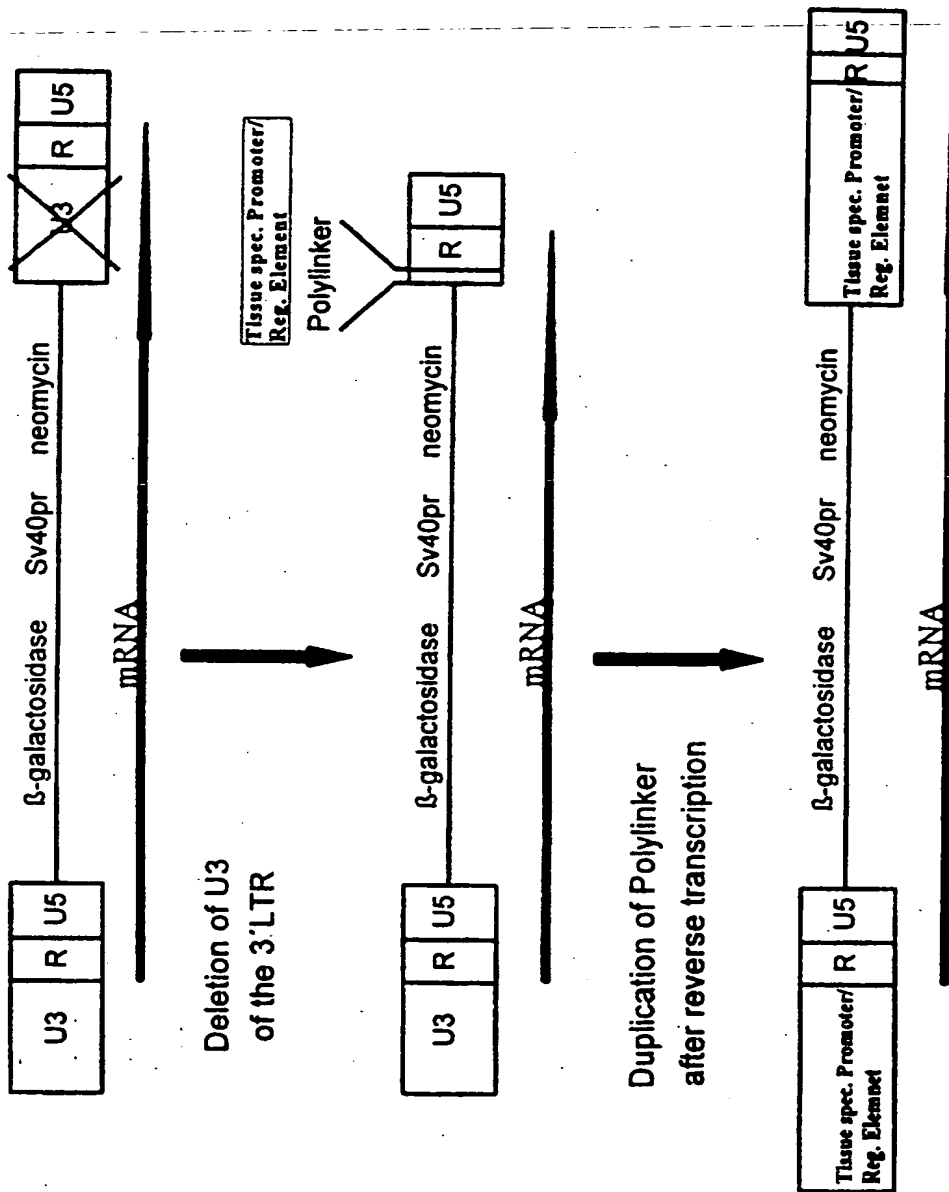 U3 R U5 ß-galactosidase Sv40pr neomycin U3 R U5
mRNA
Deletion of U3
of the 3'LTR
Tissue spec. Promoter/
Reg. Element
Polylinker
U3 R U5 ß-galactosidase Sv40pr neomycin R U5
mRNA
Duplication of Polylinker
after reverse transcription
Tissue spec. Promoter/
Reg. Elemnet
R U5 ß-galactosidase Sv40pr neomycin
Tissue spec. Promoter/
Reg. Elemnet
R U5
mRNA